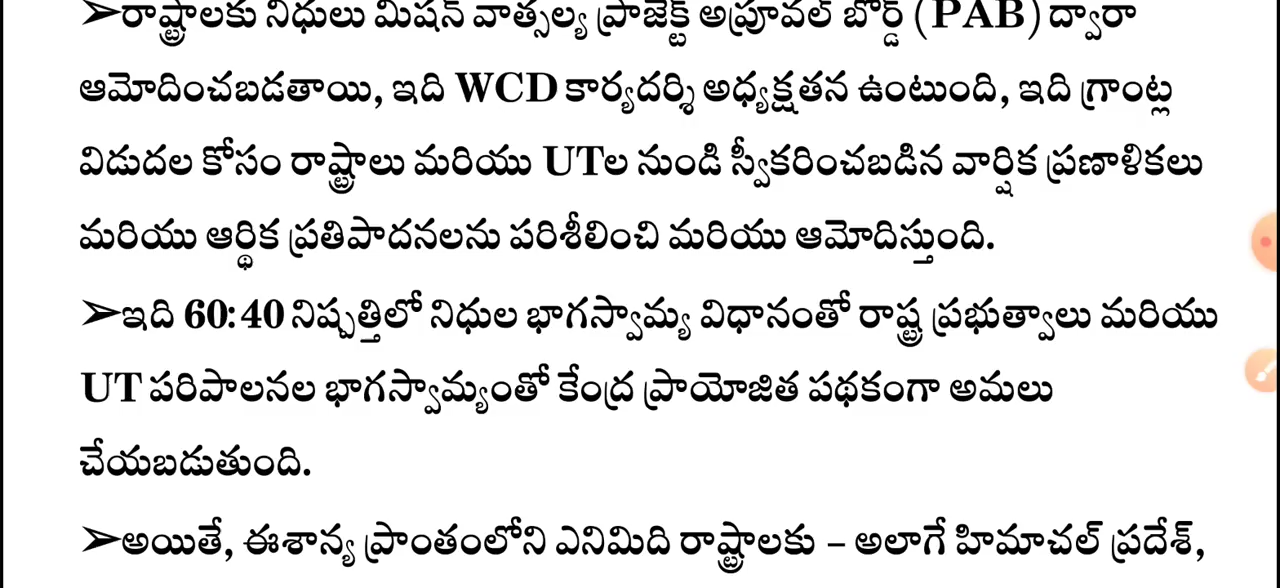 ➢రాష్ట్రాలకు నిధులు మిషన్ వాత్సల్య ప్రాజెక్ట్ అప్రూవల్ బోర్డ్ (PAB) ద్వారా
ఆమోదించబడతాయి, ఇది WCD కార్యదర్శి అధ్యక్షతన ఉంటుంది, ఇది గ్రాంట్ల
విడుదల కోసం రాష్ట్రాలు మరియు UTల నుండి స్వీకరించబడిన వార్షిక ప్రణాళికలు
మరియు ఆర్థిక ప్రతిపాదనలను పరిశీలించి మరియు ఆమోదిస్తుంది.
➢ఇది 60:40 నిష్పత్తిలో నిధుల భాగస్వామ్య విధానంతో రాష్ట్ర ప్రభుత్వాలు మరియు
UT పరిపాలనల భాగస్వామ్యంతో కేంద్ర ప్రాయోజిత పథకంగా అమలు
చేయబడుతుంది.
➢అయితే, ఈశాన్య ప్రాంతంలోని ఎనిమిది రాష్ట్రాలకు – అలాగే హిమాచల్ ప్రదేశ్,